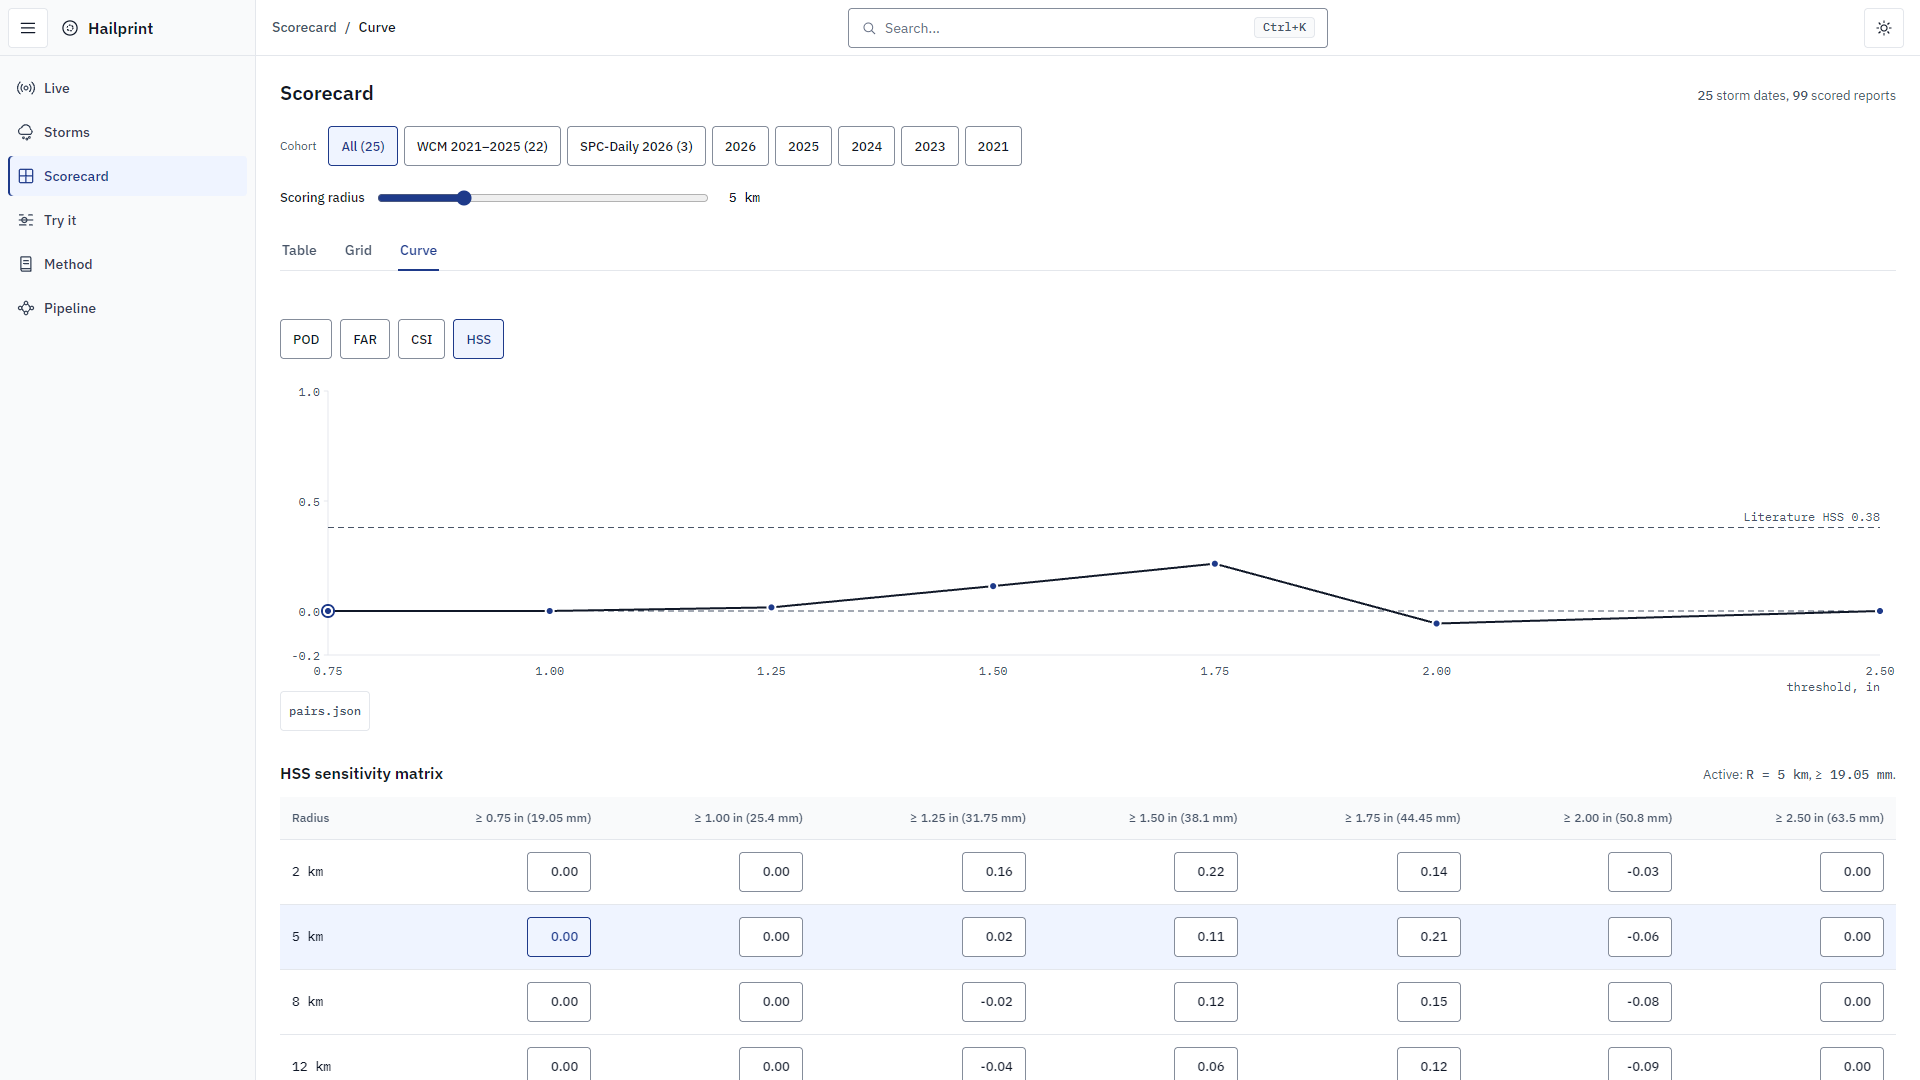 Hailprint
Scorecard / Curve
Search...
Ctrl+K
Live
Storms
Scorecard
Try it
Method
Pipeline
Scorecard
25 storm dates, 99 scored reports
Cohort
All (25)
WCM 2021–2025 (22)
SPC-Daily 2026 (3)
2026
2025
2024
2023
2021
Scoring radius
5 km
Table
Grid
Curve
POD
FAR
CSI
HSS
1.0
0.5
Literature HSS 0.38
0.0
-0.2
0.75 1.00 1.25 1.50 1.75 2.00 2.50
threshold, in
pairs.json
HSS sensitivity matrix
Active: R = 5 km, ≥ 19.05 mm.
Radius ≥ 0.75 in (19.05 mm) ≥ 1.00 in (25.4 mm) ≥ 1.25 in (31.75 mm) ≥ 1.50 in (38.1 mm) ≥ 1.75 in (44.45 mm) ≥ 2.00 in (50.8 mm) ≥ 2.50 in (63.5 mm)
2 km 0.00 0.00 0.16 0.22 0.14 -0.03 0.00
5 km 0.00 0.00 0.02 0.11 0.21 -0.06 0.00
8 km 0.00 0.00 -0.02 0.12 0.15 -0.08 0.00
12 km 0.00 0.00 -0.04 0.06 0.12 -0.09 0.00